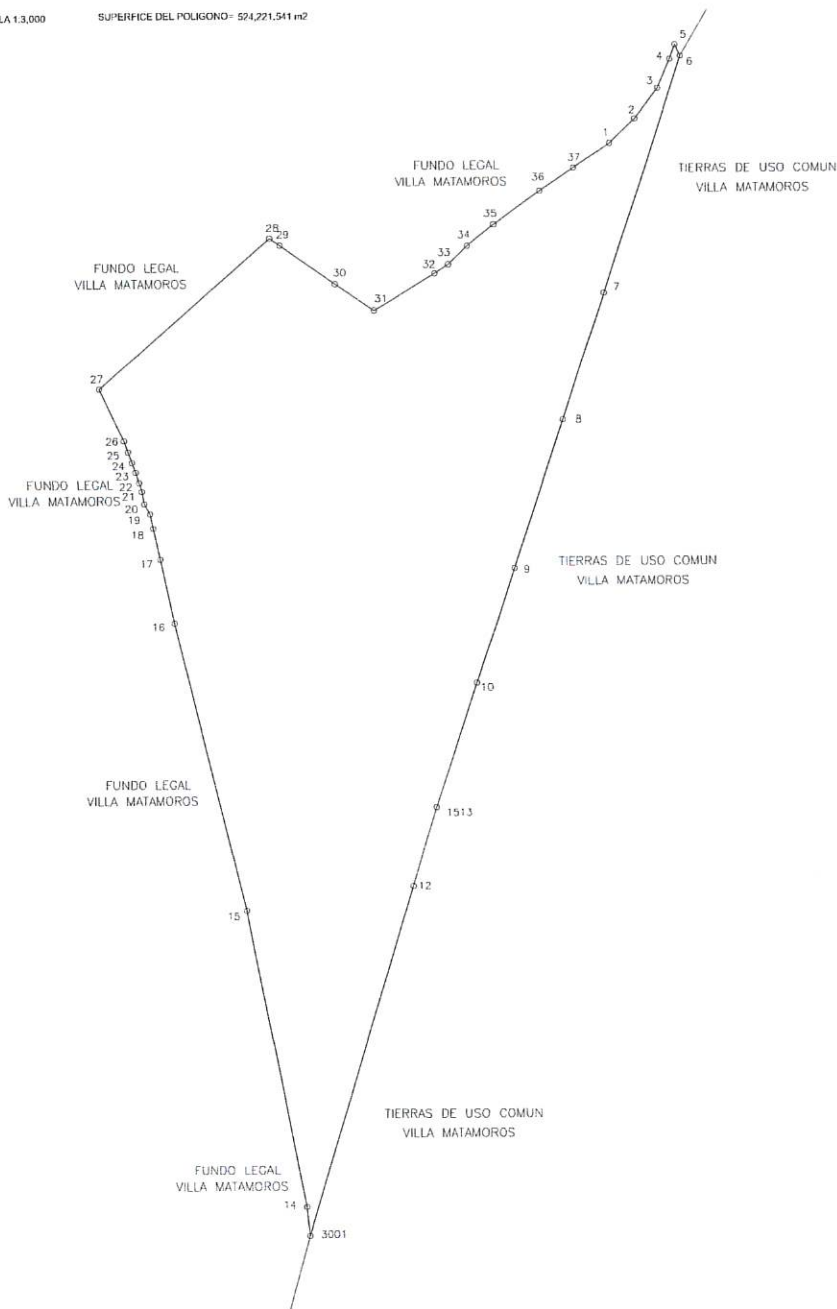 LA 1:3,000
SUPERFICE DEL POLIGONO= 524,221.541 m2
5
4
6
3
2
1
37
36
35
34
33
32
31
30
29
28
FUNDO LEGAL
VILLA MATAMOROS
TIERRAS DE USO COMUN
VILLA MATAMOROS
FUNDO LEGAL
VILLA MATAMOROS
7
27
8
26
25
24
23
22
21
20
19
18
17
FUNDO LEGAL
VILLA MATAMOROS
9
TIERRAS DE USO COMUN
VILLA MATAMOROS
16
10
FUNDO LEGAL
VILLA MATAMOROS
1513
12
15
TIERRAS DE USO COMUN
VILLA MATAMOROS
FUNDO LEGAL
VILLA MATAMOROS
14
3001